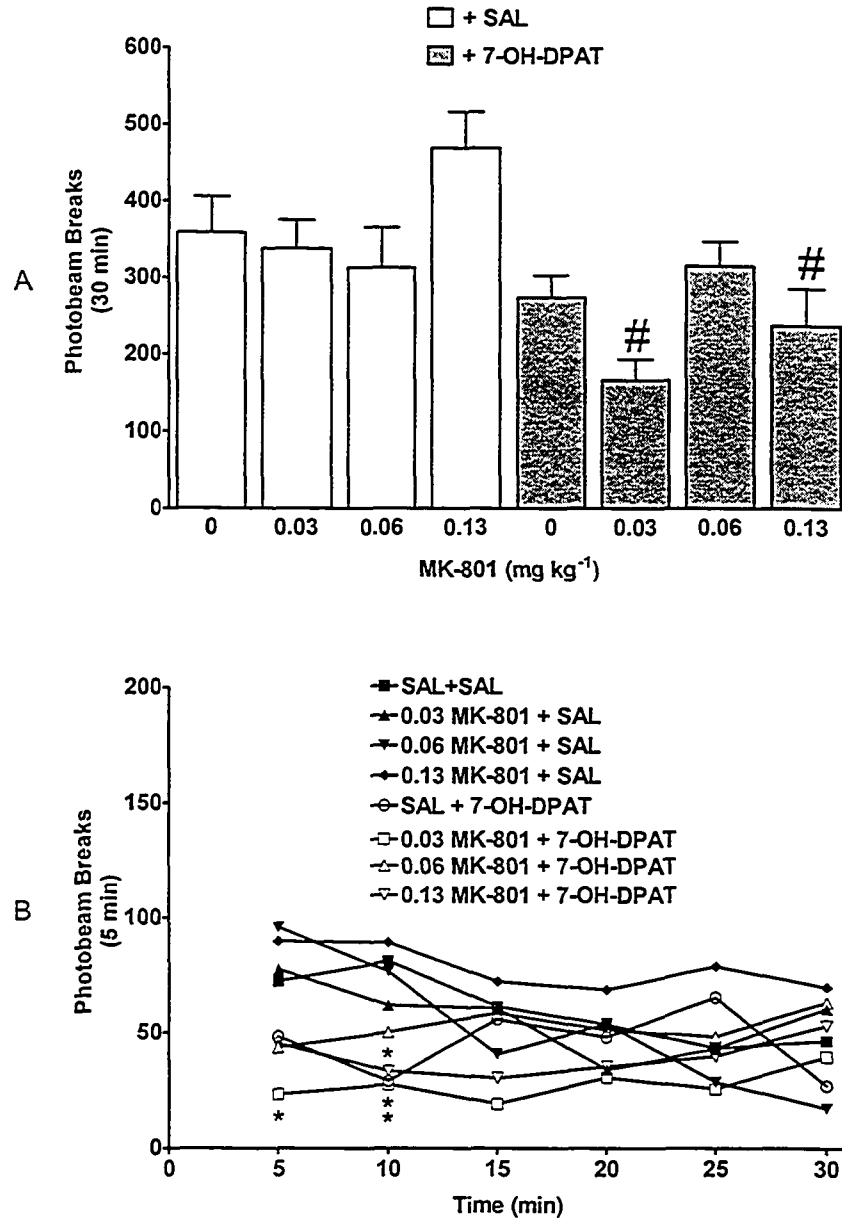 + SAL
+ 7-OH-DPAT
600
500
400
300
200
100
0
Photobeam Breaks
(30 min)
A
#
#
0 0.03 0.06 0.13 0 0.03 0.06 0.13
MK-801 (mg kg⁻¹)
200
150
100
50
0
Photobeam Breaks
(5 min)
B
SAL+SAL
0.03 MK-801 + SAL
0.06 MK-801 + SAL
0.13 MK-801 + SAL
SAL + 7-OH-DPAT
0.03 MK-801 + 7-OH-DPAT
0.06 MK-801 + 7-OH-DPAT
0.13 MK-801 + 7-OH-DPAT
*
*
*
*
0 5 10 15 20 25 30
Time (min)